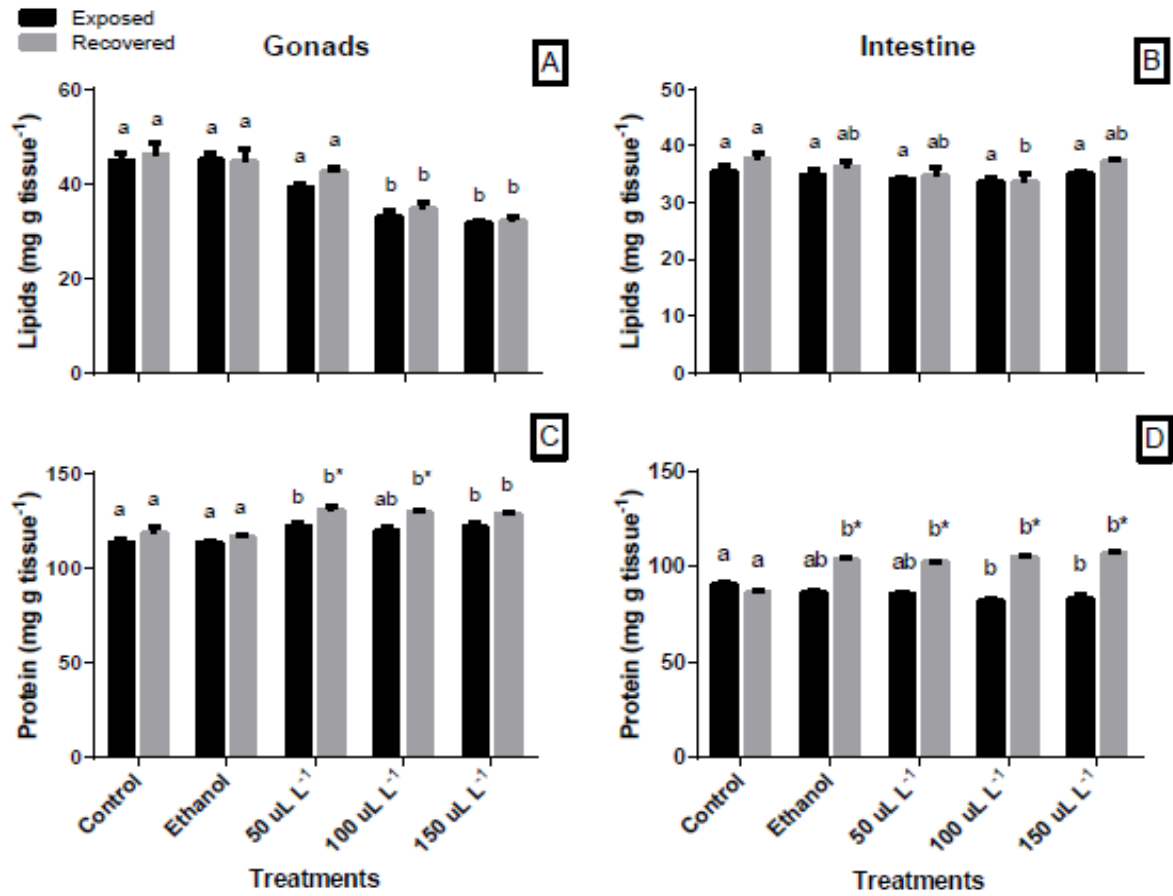 Exposed
Recovered
Gonads
A
Lipids (mg g tissue⁻¹)
60
40
20
0
a a a a a a b b b b
Intestine
B
Lipids (mg g tissue⁻¹)
50
40
30
20
10
0
a a a ab a ab a b a ab
C
Protein (mg g tissue⁻¹)
150
100
50
0
a a a a b b* ab b* b b
Control
Ethanol
50 uL L⁻¹
100 uL L⁻¹
150 uL L⁻¹
Treatments
D
Protein (mg g tissue⁻¹)
150
100
50
0
a a ab b* ab b* b b* b b*
Control
Ethanol
50 uL L⁻¹
100 uL L⁻¹
150 uL L⁻¹
Treatments